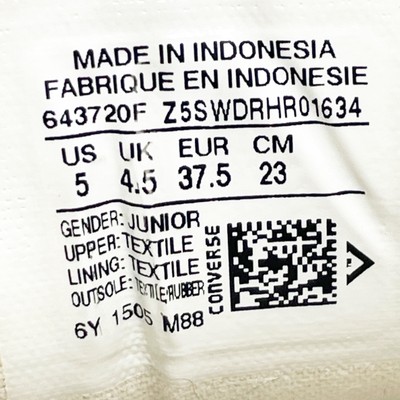 MADE IN INDONESIA
FABRIQUE EN INDONESIE
643720F Z5SWDRHR01634
US UK EUR CM
5 4.5 37.5 23
GENDER: JUNIOR
UPPER: TEXTILE
LINING: TEXTILE
OUTSOLE: TEXTILE/RUBBER
6Y 1505 M88
CONVERSE